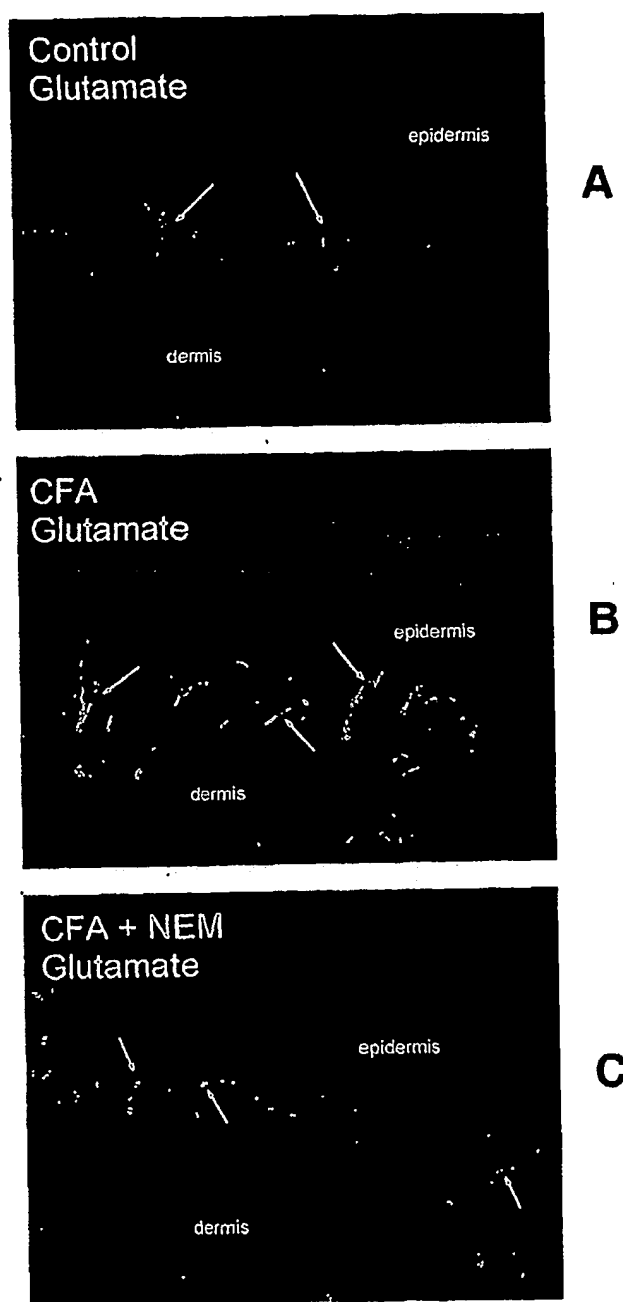 Control
Glutamate
epidermis
A
dermis
CFA
Glutamate
epidermis
B
dermis
CFA + NEM
Glutamate
epidermis
C
dermis